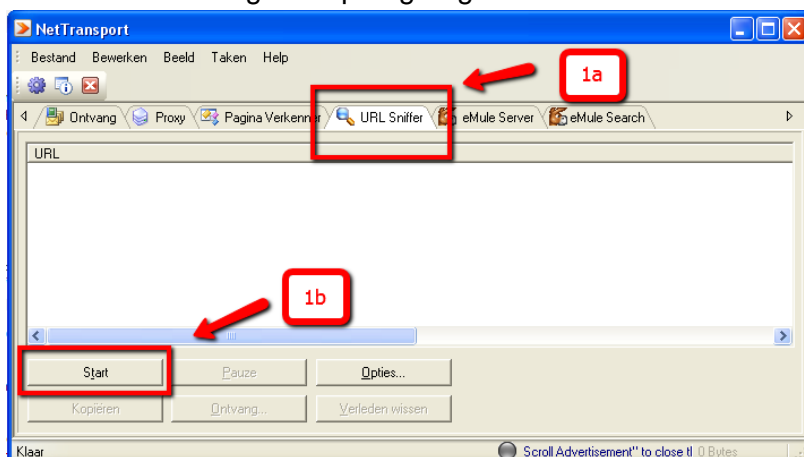 NetTransport
Bestand Bewerken Beeld Taken Help
1a
Ontvang Proxy Pagina Verkenner URL Sniffer eMule Server eMule Search
URL
1b
Start Pauze Opties...
Kopiëren Ontvang... Verleden wissen
Klaar Scroll Advertisement" to close tl 0 Bytes